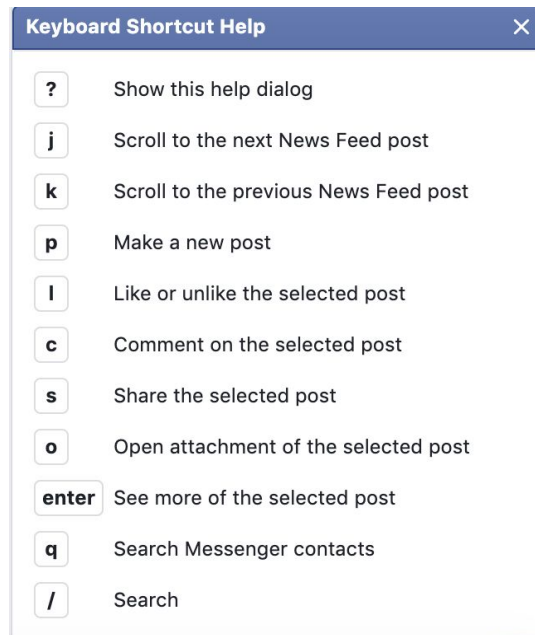 Keyboard Shortcut Help ×
? Show this help dialog
j Scroll to the next News Feed post
k Scroll to the previous News Feed post
p Make a new post
l Like or unlike the selected post
c Comment on the selected post
s Share the selected post
o Open attachment of the selected post
enter See more of the selected post
q Search Messenger contacts
/ Search